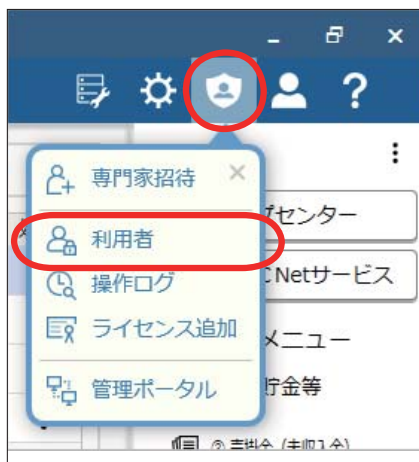 専門家招待
利用者
操作ログ
ライセンス追加
管理ポータル
プセンター
Netサービス
メニュー
貯金等